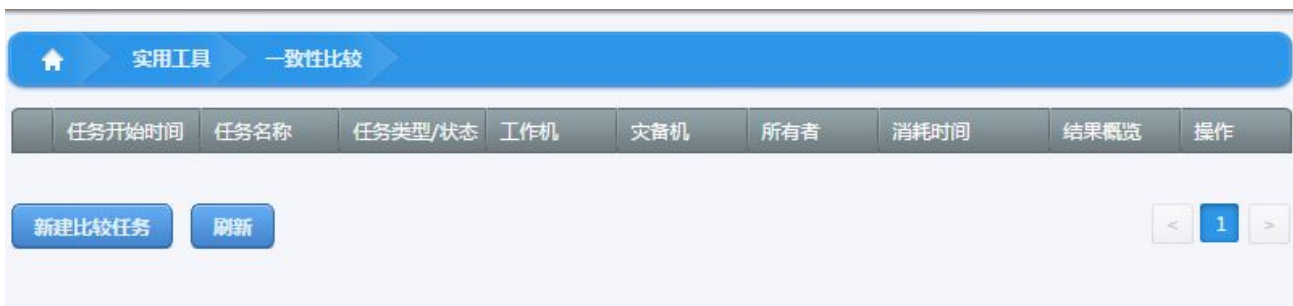 实用工具 一致性比较
任务开始时间 任务名称 任务类型/状态 工作机 灾备机 所有者 消耗时间 结果概览 操作
新建比较任务 刷新 < 1 >